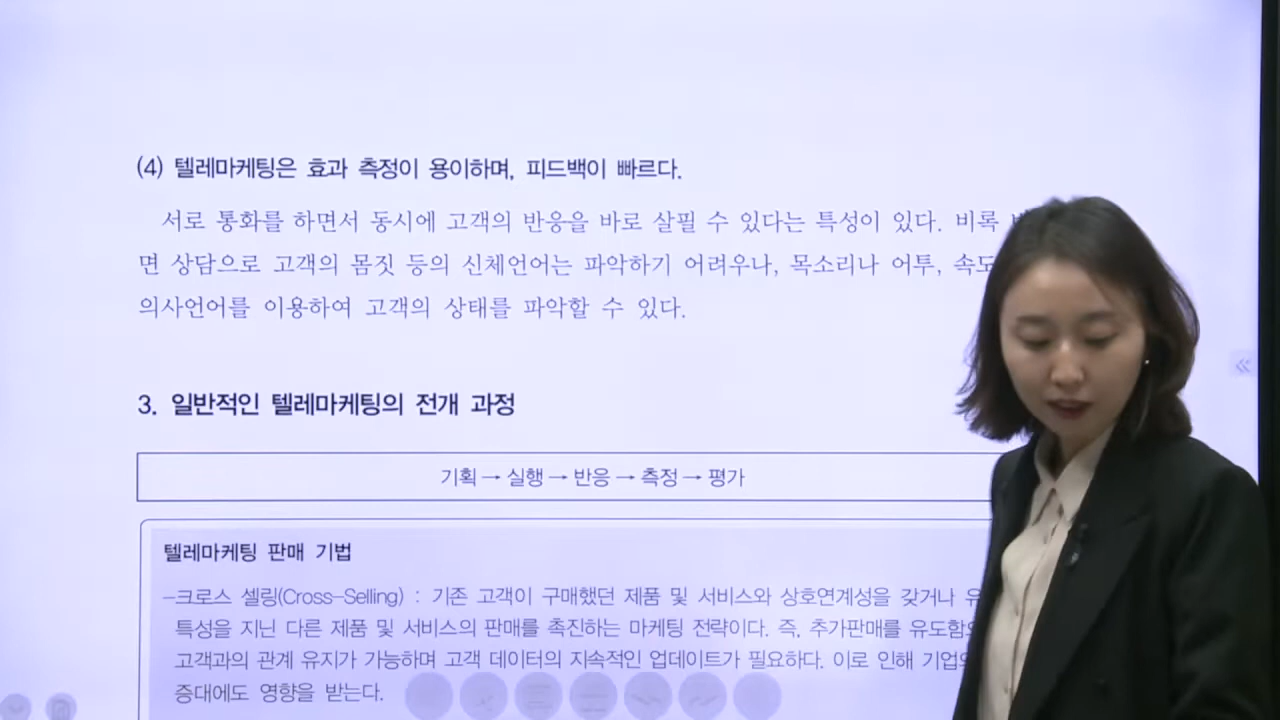 (4) 텔레마케팅은 효과 측정이 용이하며, 피드백이 빠르다.
서로 통화를 하면서 동시에 고객의 반응을 바로 살필 수 있다는 특성이 있다. 비록
면 상담으로 고객의 몸짓 등의 신체언어는 파악하기 어려우나, 목소리나 어투, 속도
의사언어를 이용하여 고객의 상태를 파악할 수 있다.
3. 일반적인 텔레마케팅의 전개 과정
기획 → 실행 → 반응 → 측정 → 평가
텔레마케팅 판매 기법
-크로스 셀링(Cross-Selling) : 기존 고객이 구매했던 제품 및 서비스와 상호연계성을 갖거나
특성을 지닌 다른 제품 및 서비스의 판매를 촉진하는 마케팅 전략이다. 즉, 추가판매를
고객과의 관계 유지가 가능하며 고객 데이터의 지속적인 업데이트가 필요하다. 이로 인해
증대에도 영향을 받는다.